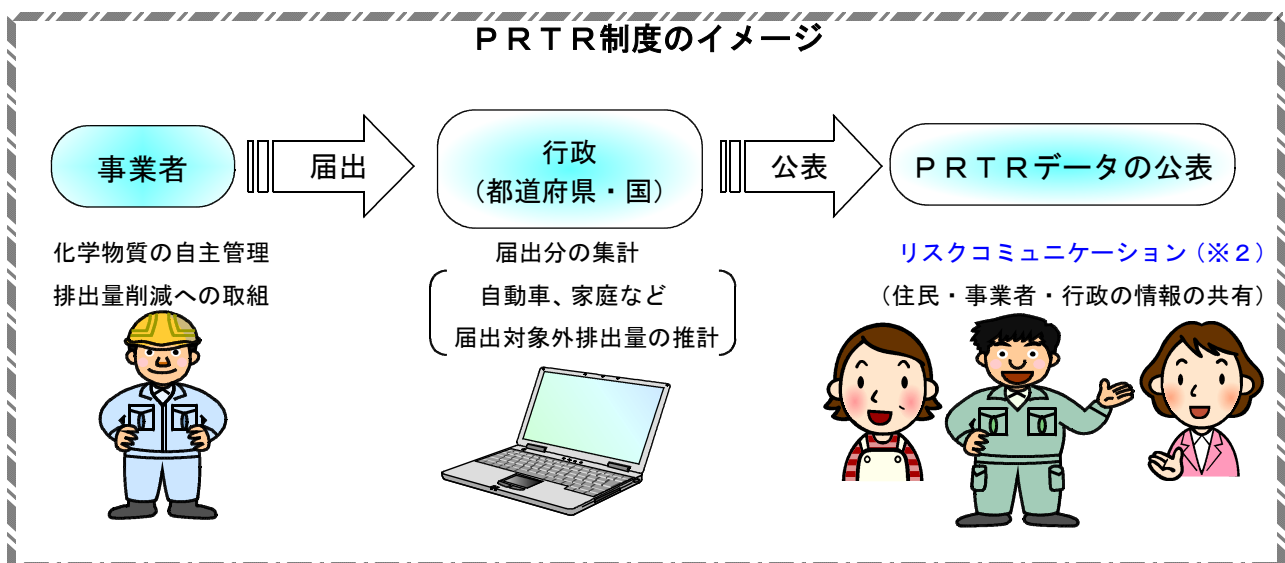 ＰＲＴＲ制度のイメージ
事業者
届出
行政
（都道府県・国）
公表
ＰＲＴＲデータの公表
化学物質の自主管理
排出量削減への取組
届出分の集計
自動車、家庭など
届出対象外排出量の推計
リスクコミュニケーション（※２）
（住民・事業者・行政の情報の共有）